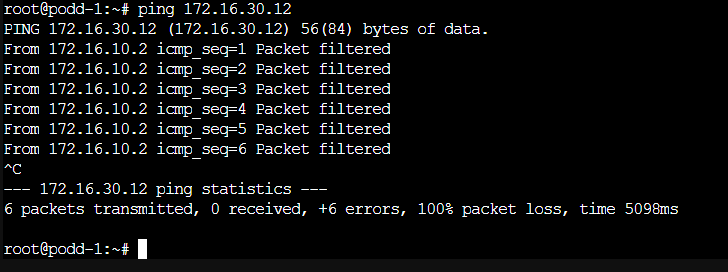 root@podd-1:~# ping 172.16.30.12
PING 172.16.30.12 (172.16.30.12) 56(84) bytes of data.
From 172.16.10.2 icmp_seq=1 Packet filtered
From 172.16.10.2 icmp_seq=2 Packet filtered
From 172.16.10.2 icmp_seq=3 Packet filtered
From 172.16.10.2 icmp_seq=4 Packet filtered
From 172.16.10.2 icmp_seq=5 Packet filtered
From 172.16.10.2 icmp_seq=6 Packet filtered
^C
--- 172.16.30.12 ping statistics ---
6 packets transmitted, 0 received, +6 errors, 100% packet loss, time 5098ms
root@podd-1:~#